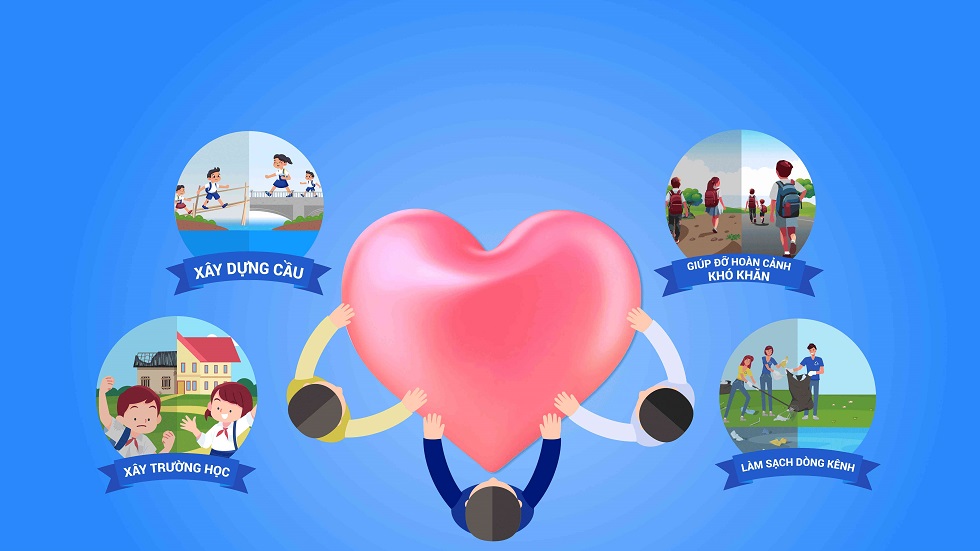 XÂY DỰNG CẦU
GIÚP ĐỠ HOÀN CẢNH
KHÓ KHĂN
XÂY TRƯỜNG HỌC
LÀM SẠCH DÒNG KÊNH